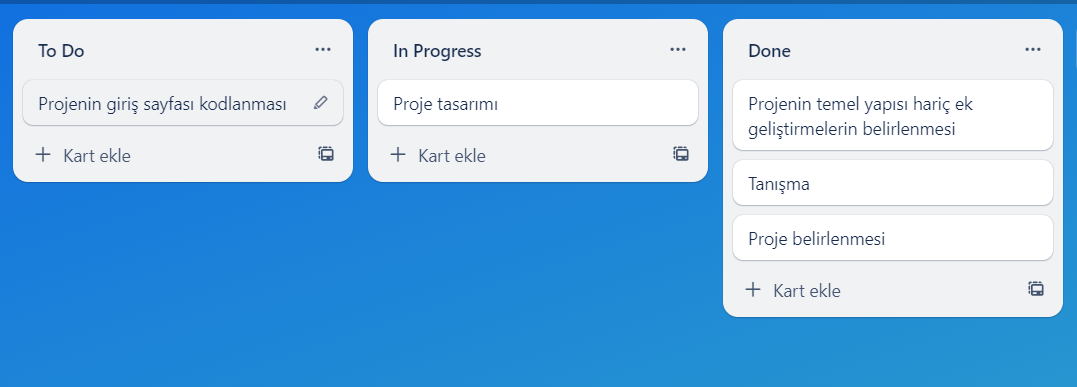 To Do
Projenin giriş sayfası kodlanması
Kart ekle
In Progress
Proje tasarımı
Kart ekle
Done
Projenin temel yapısı hariç ek
geliştirmelerin belirlenmesi
Tanışma
Proje belirlenmesi
Kart ekle